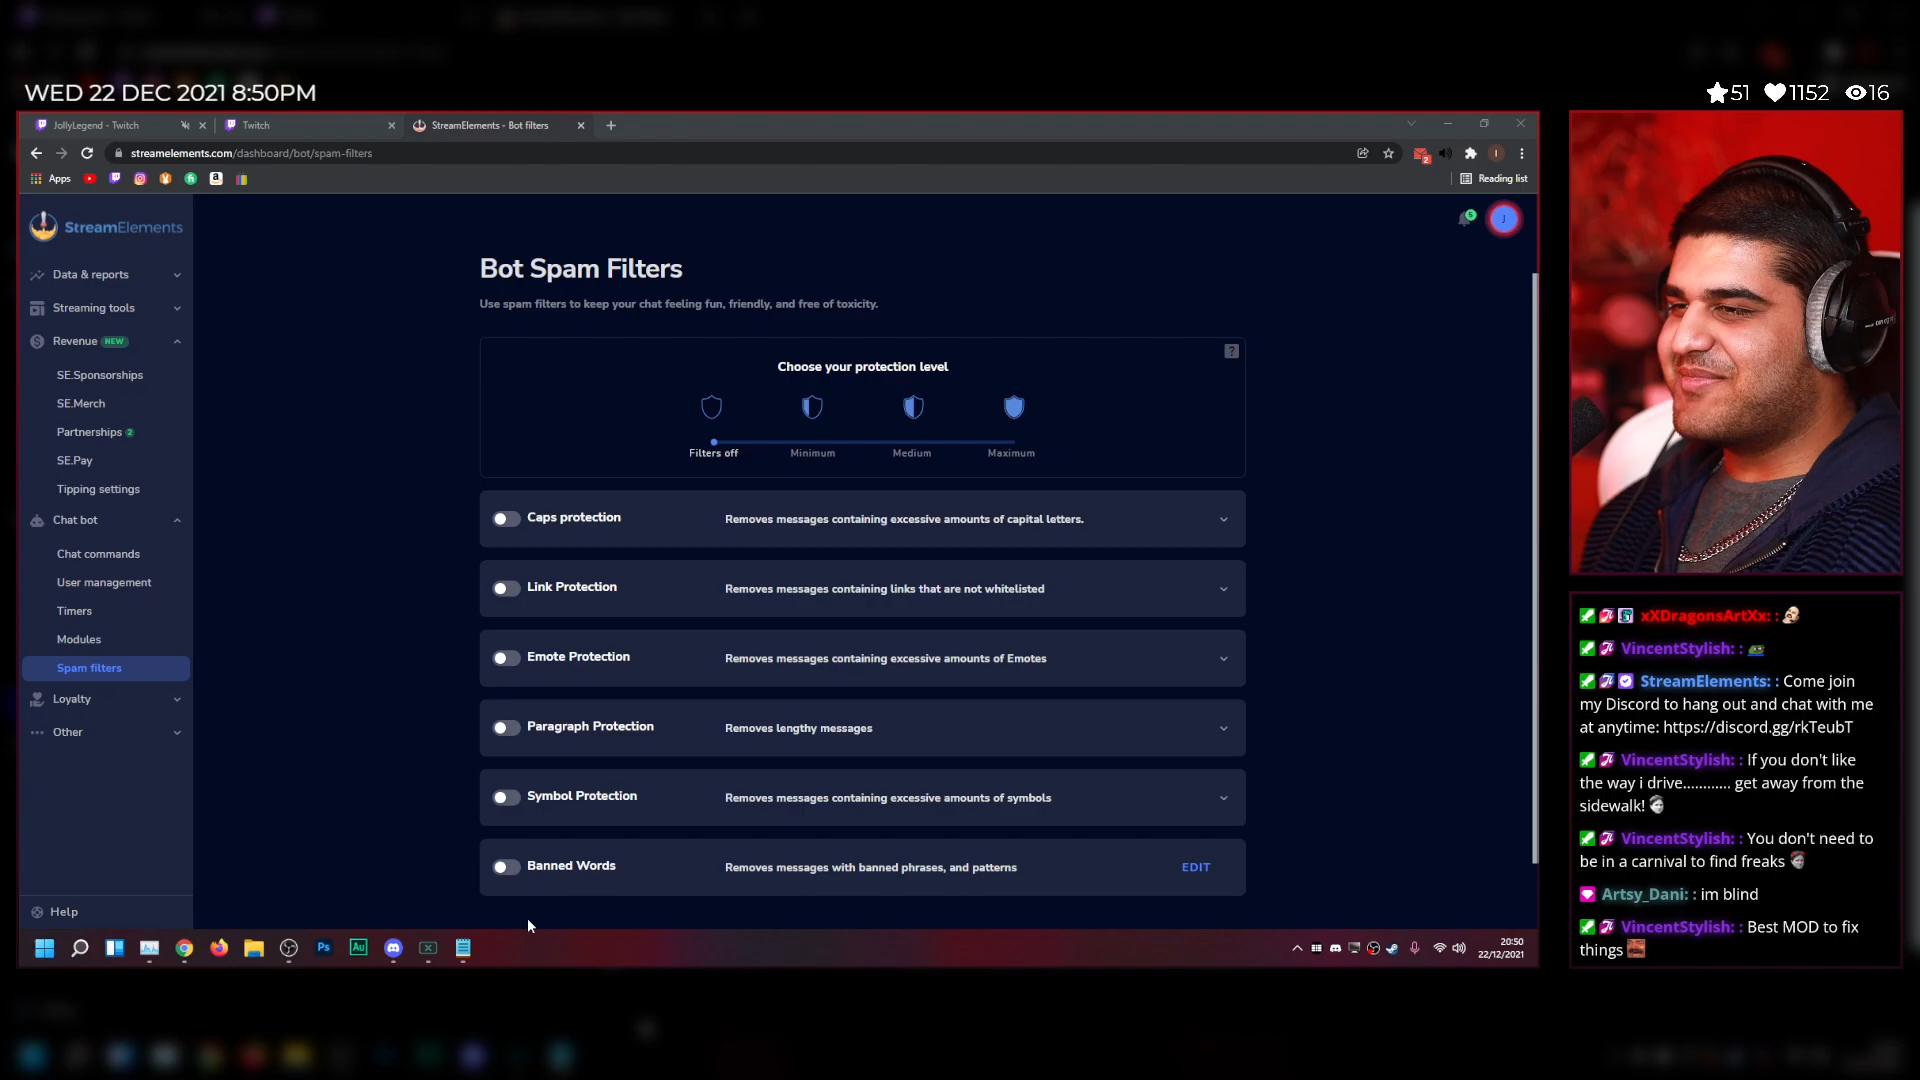 WED 22 DEC 2021 8:50PM
51 1152 16
JollyLegend - Twitch
Twitch
StreamElements - Bot filters
streamelements.com/dashboard/bot/spam-filters
2
Apps
Reading list
StreamElements
5
J
Data & reports
Streaming tools
Revenue NEW
SE.Sponsorships
SE.Merch
Partnerships 2
SE.Pay
Tipping settings
Chat bot
Chat commands
User management
Timers
Modules
Spam filters
Loyalty
Other
Help
Bot Spam Filters
Use spam filters to keep your chat feeling fun, friendly, and free of toxicity.
?
Choose your protection level
Filters off Minimum Medium Maximum
Caps protection Removes messages containing excessive amounts of capital letters.
Link Protection Removes messages containing links that are not whitelisted
Emote Protection Removes messages containing excessive amounts of Emotes
Paragraph Protection Removes lengthy messages
Symbol Protection Removes messages containing excessive amounts of symbols
Banned Words Removes messages with banned phrases, and patterns EDIT
Ps Au
20:50
22/12/2021
xXDragonsArtXx: :
VincentStylish: :
StreamElements: : Come join
my Discord to hang out and chat with me
at anytime: https://discord.gg/rkTeubT
VincentStylish: : If you don't like
the way i drive............ get away from the
sidewalk!
VincentStylish: : You don't need to
be in a carnival to find freaks
Artsy_Dani: : im blind
VincentStylish: : Best MOD to fix
things